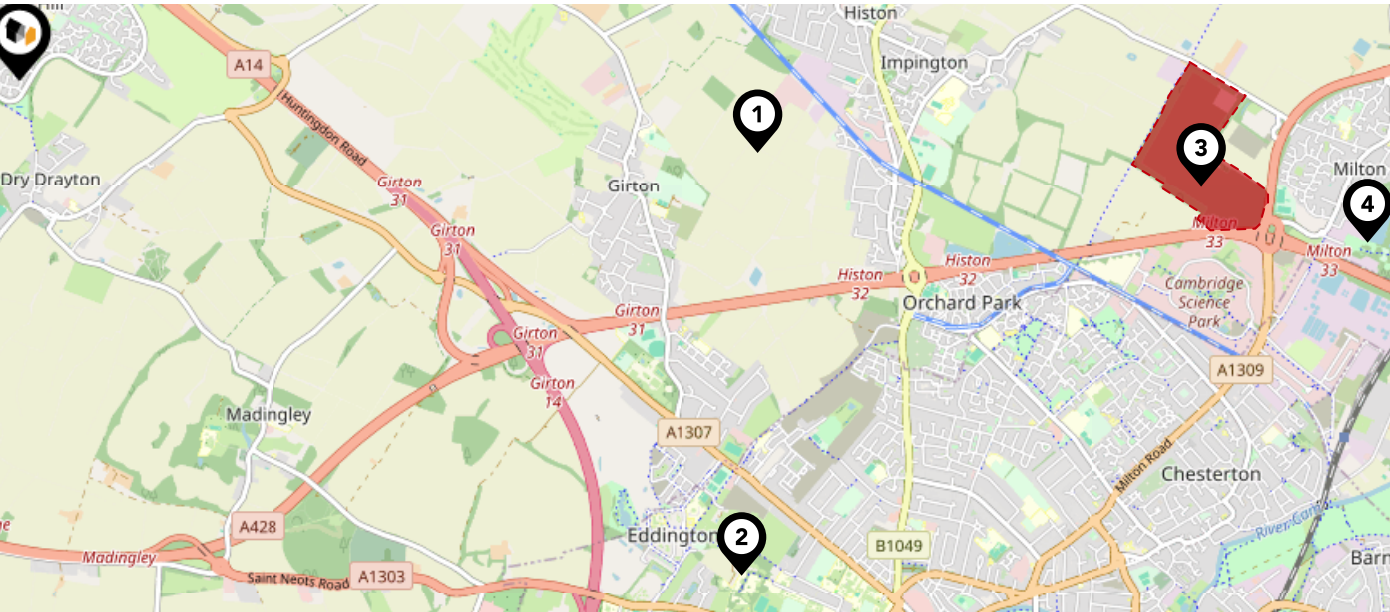 Hill
Histon
A14
Impington
1
Huntingdon Road
3
Milton
Dry Drayton
Girton
31
Girton
4
Girton
31
Milton
33
Milton
33
Histon
32
Histon
32
Cambridge
Science
Park
Orchard Park
Girton
31
Girton
31
A1309
Girton
14
Madingley
A1307
Milton Road
Chesterton
A428
Eddington
2
River Cam
B1049
Madingley
Saint Neots Road
A1303
Barn